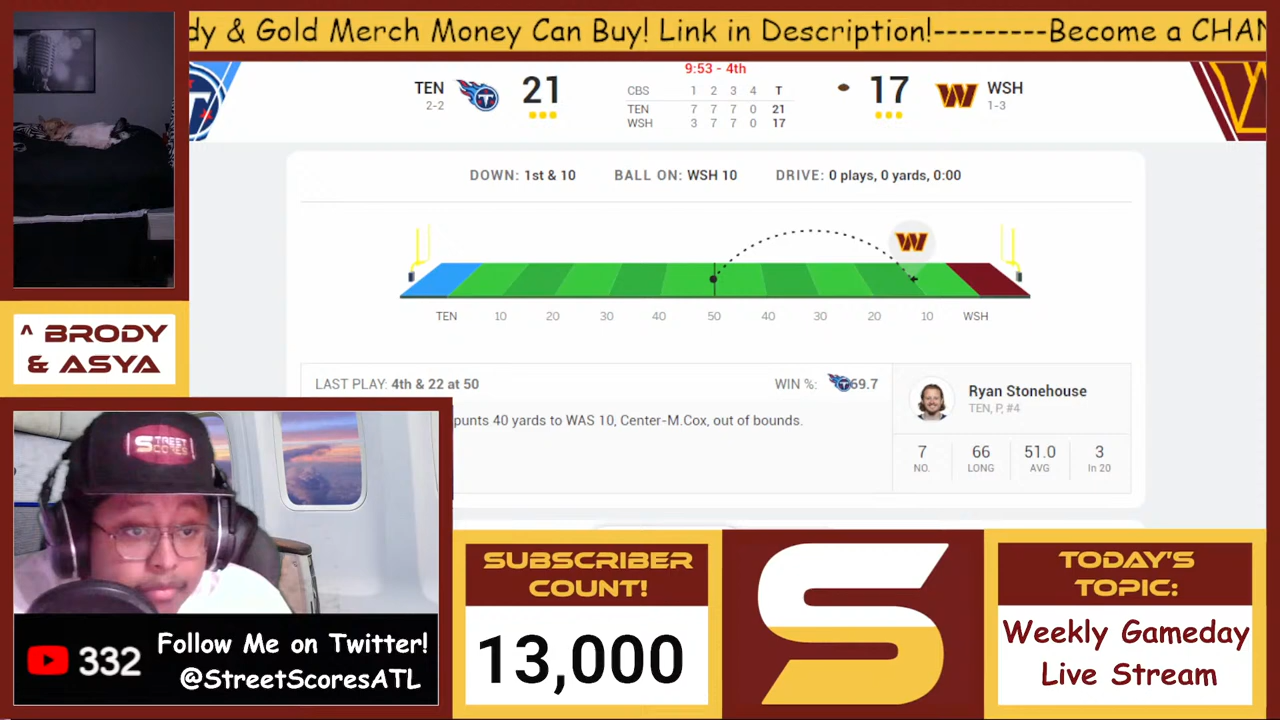 dy & Gold Merch Money Can Buy! Link in Description!---------Become a CHAN
TEN
2-2
21
9:53 - 4th
CBS 1 2 3 4 T
TEN 7 7 7 0 21
WSH 3 7 7 0 17
17
W
WSH
1-3
DOWN: 1st & 10
BALL ON: WSH 10
DRIVE: 0 plays, 0 yards, 0:00
W
TEN 10 20 30 40 50 40 30 20 10 WSH
LAST PLAY: 4th & 22 at 50
WIN %: 69.7
punts 40 yards to WAS 10, Center-M.Cox, out of bounds.
Ryan Stonehouse
TEN, P, #4
7 66 51.0 3
NO. LONG AVG In 20
^ BRODY
& ASYA
STREET
SCORES
332
Follow Me on Twitter!
@StreetScoresATL
SUBSCRIBER
COUNT!
13,000
S
TODAY'S
TOPIC:
Weekly Gameday
Live Stream